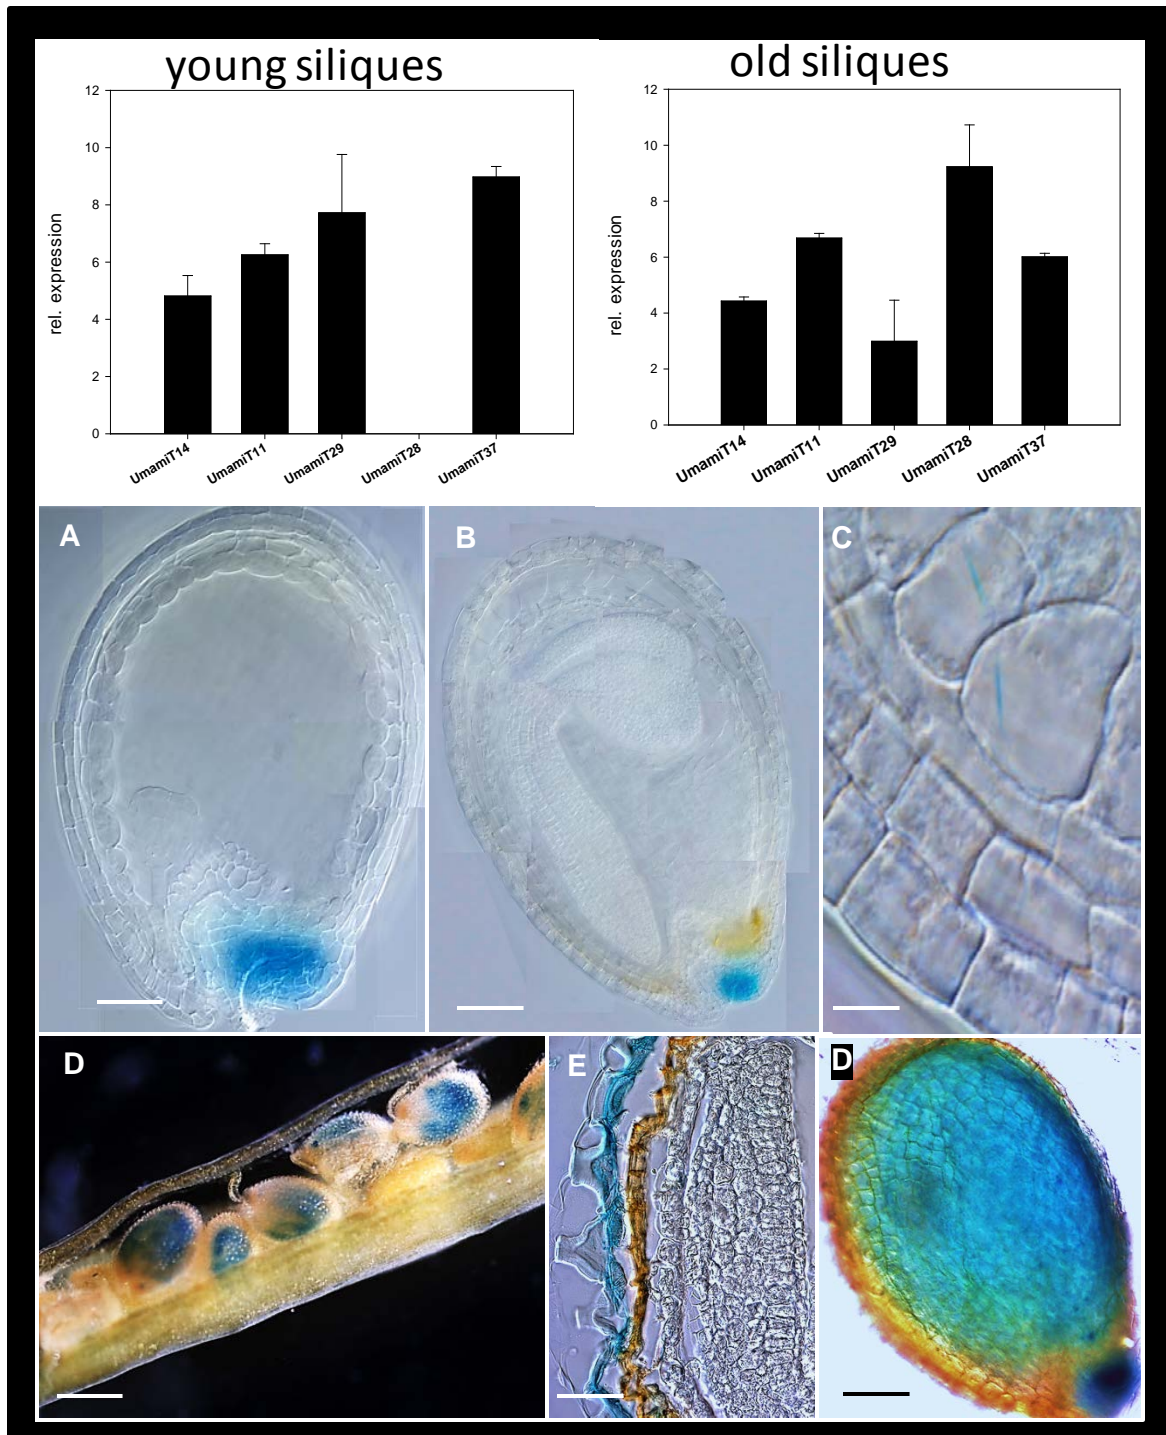 young siliques
old siliques
12
10
8
6
4
2
0
rel. expression
UmamiT14
UmamiT11
UmamiT29
UmamiT28
UmamiT37
12
10
8
6
4
2
0
rel. expression
UmamiT14
UmamiT11
UmamiT29
UmamiT28
UmamiT37
A
B
C
D
E
D